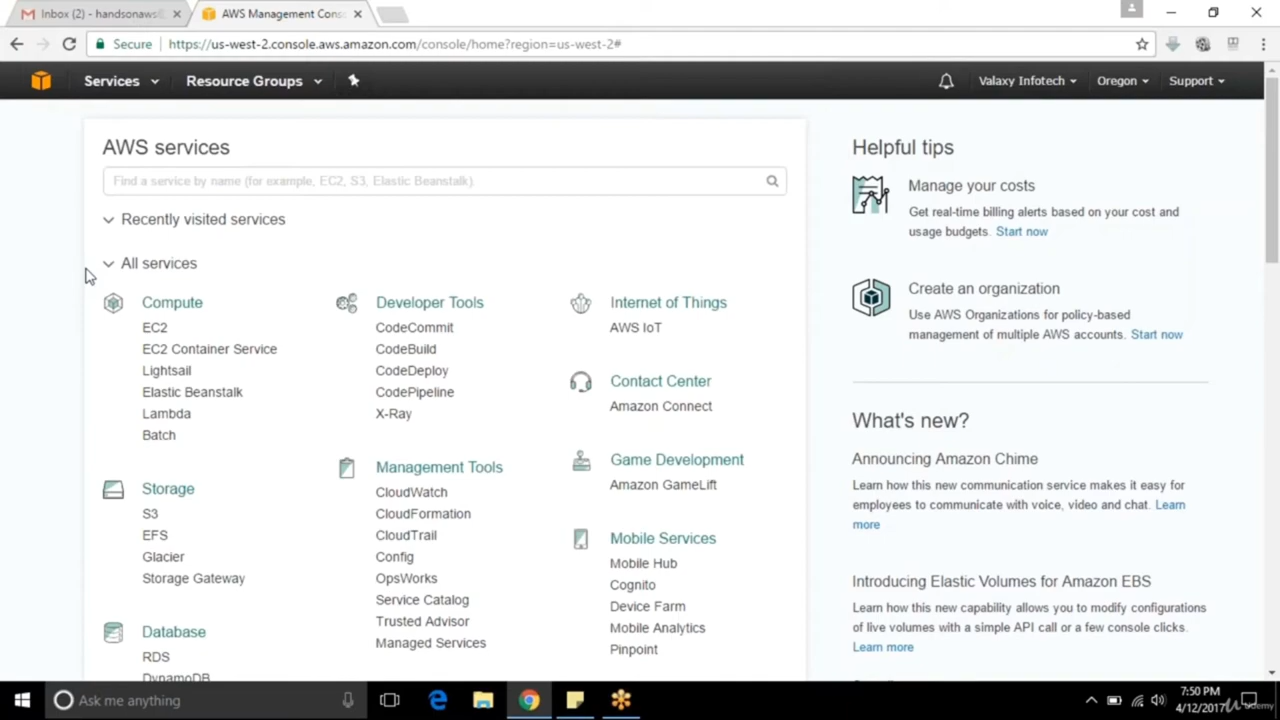 Inbox (2) - handsonaws@
AWS Management Cons
Secure
https://us-west-2.console.aws.amazon.com/console/home?region=us-west-2#
Services
Resource Groups
Valaxy Infotech
Oregon
Support
AWS services
Find a service by name (for example, EC2, S3, Elastic Beanstalk).
Recently visited services
All services
Compute
EC2
EC2 Container Service
Lightsail
Elastic Beanstalk
Lambda
Batch
Storage
S3
EFS
Glacier
Storage Gateway
Database
RDS
DynamoDB
Developer Tools
CodeCommit
CodeBuild
CodeDeploy
CodePipeline
X-Ray
Management Tools
CloudWatch
CloudFormation
CloudTrail
Config
OpsWorks
Service Catalog
Trusted Advisor
Managed Services
Internet of Things
AWS IoT
Contact Center
Amazon Connect
Game Development
Amazon GameLift
Mobile Services
Mobile Hub
Cognito
Device Farm
Mobile Analytics
Pinpoint
Helpful tips
Manage your costs
Get real-time billing alerts based on your cost and
usage budgets. Start now
Create an organization
Use AWS Organizations for policy-based
management of multiple AWS accounts. Start now
What's new?
Announcing Amazon Chime
Learn how this new communication service makes it easy for
employees to communicate with voice, video and chat. Learn
more
Introducing Elastic Volumes for Amazon EBS
Learn how this new capability allows you to modify configurations
of live volumes with a simple API call or a few console clicks.
Learn more
Ask me anything
7:50 PM
4/12/2017
Udemy